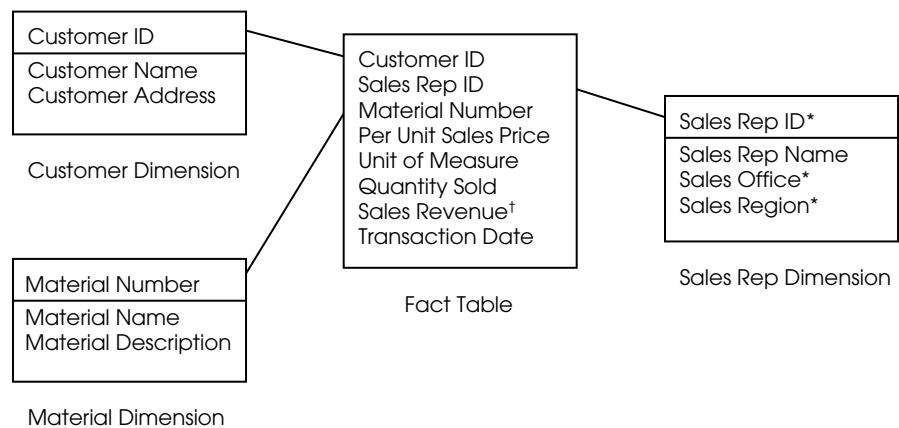 Customer ID
Customer Name
Customer Address
Customer Dimension
Material Number
Material Name
Material Description
Material Dimension
Customer ID
Sales Rep ID
Material Number
Per Unit Sales Price
Unit of Measure
Quantity Sold
Sales Revenue†
Transaction Date
Fact Table
Sales Rep ID*
Sales Rep Name
Sales Office*
Sales Region*
Sales Rep Dimension